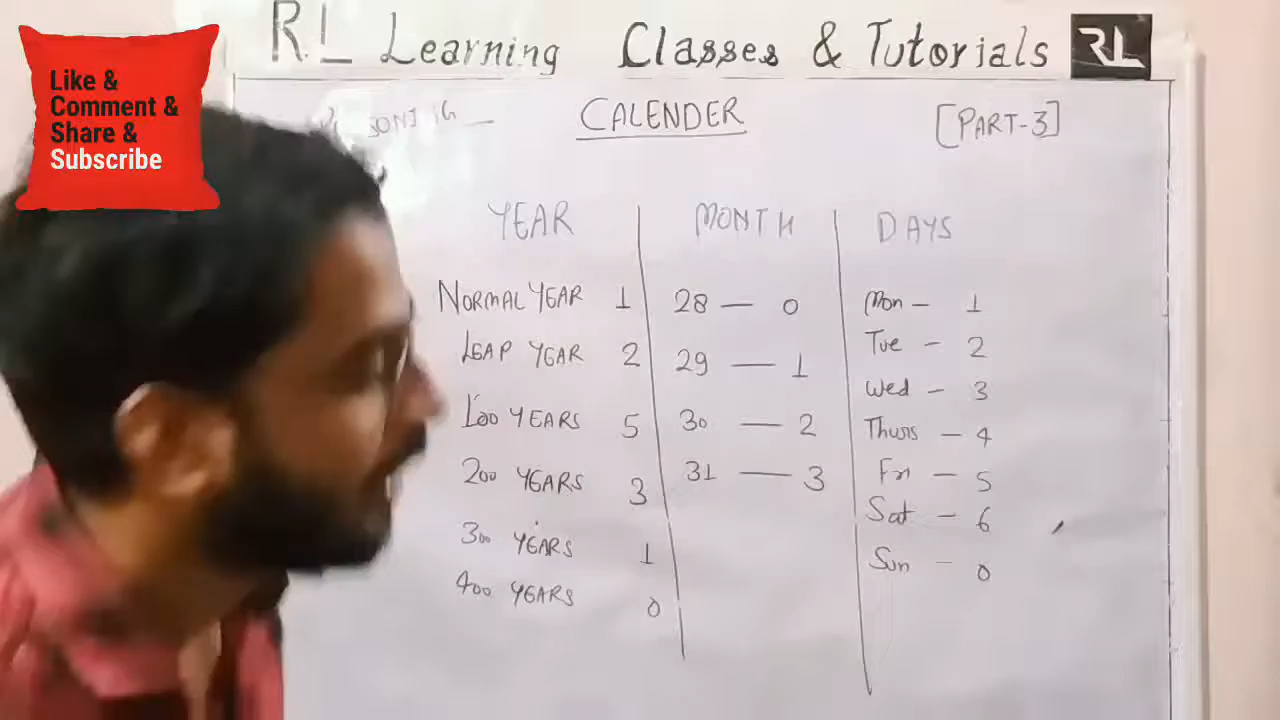 R.L Learning Classes & Tutorials RL
Like &
Comment &
Share &
Subscribe
CALENDER [PART-3]
YEAR MONTH DAYS
NORMAL YEAR 1 28 — 0 Mon — 1
LEAP YEAR 2 29 — 1 Tue — 2
100 YEARS 5 30 — 2 Wed — 3
200 YEARS 3 31 — 3 Thurs — 4
300 YEARS 1 Fri — 5
400 YEARS 0 Sat — 6
Sun — 0